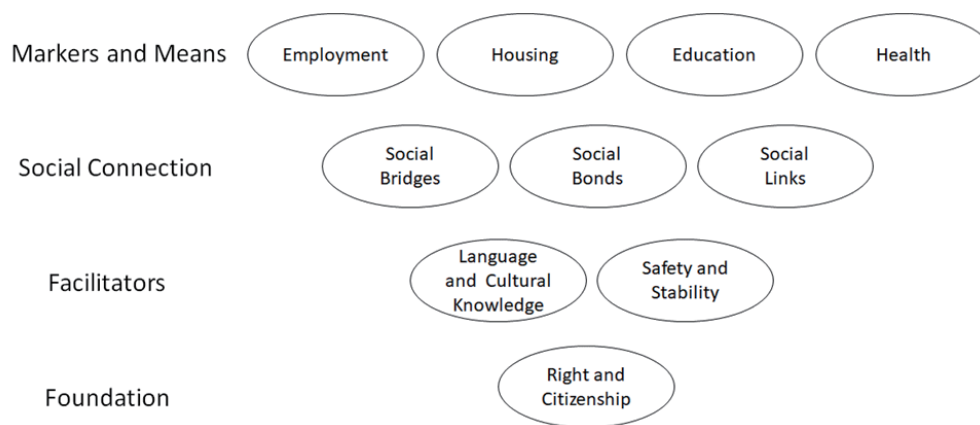 Markers and Means
Employment
Housing
Education
Health
Social Connection
Social
Bridges
Social
Bonds
Social
Links
Facilitators
Language
and Cultural
Knowledge
Safety and
Stability
Foundation
Right and
Citizenship